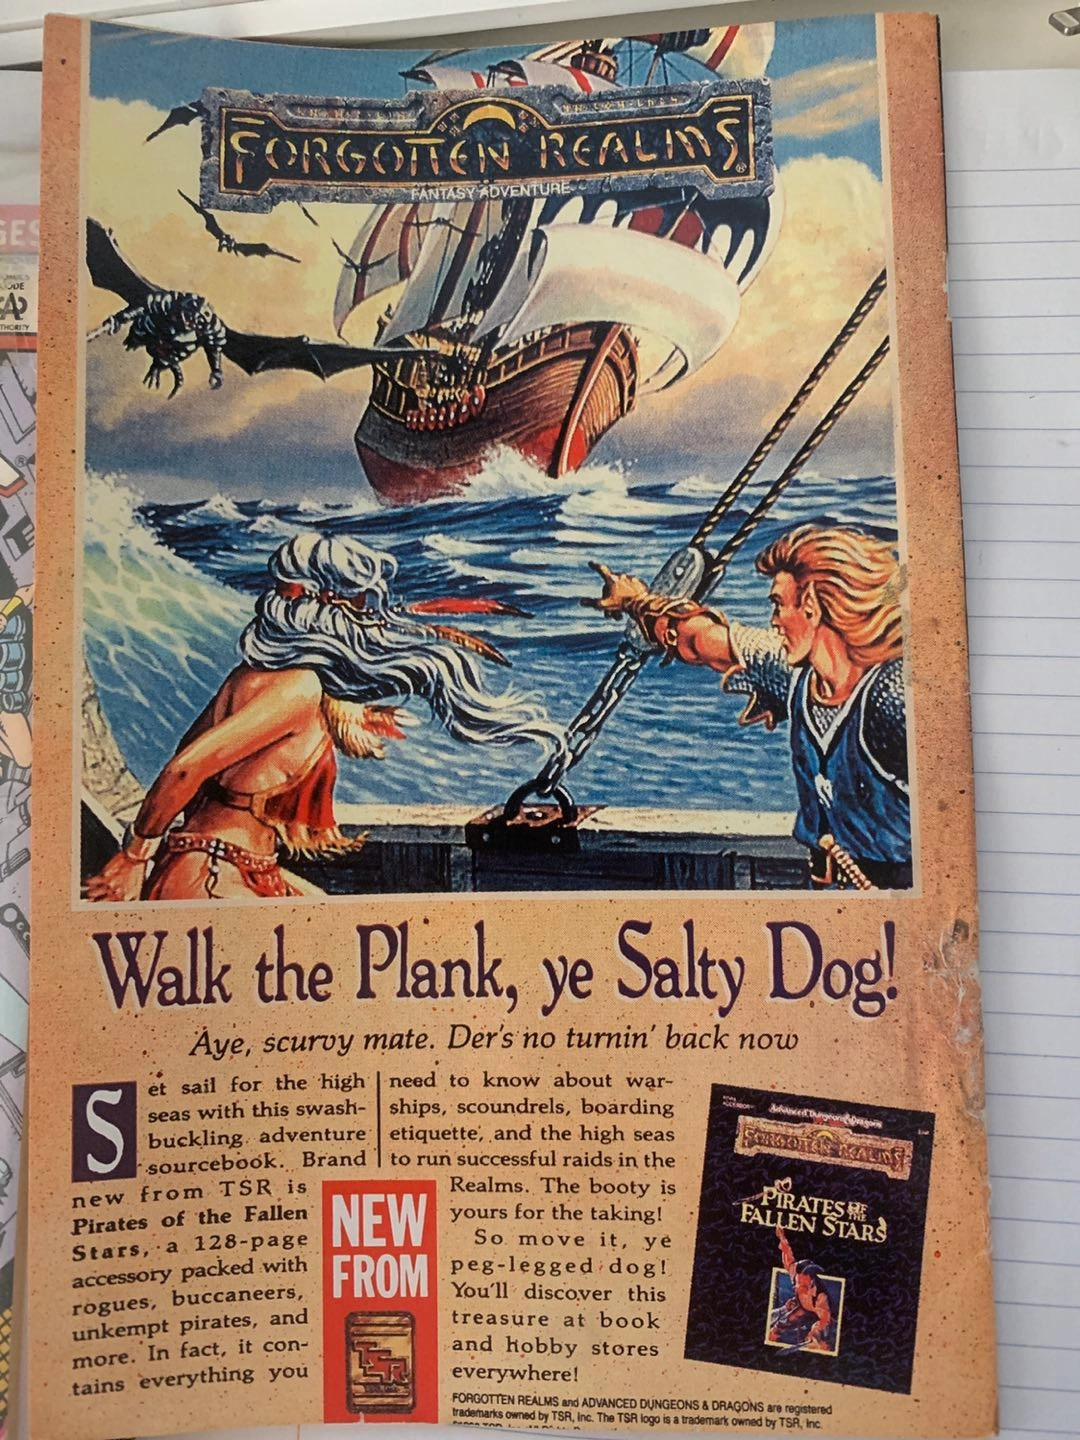 GES
CODE
AUTHORITY
FORGOTTEN REALMS®
FANTASY ADVENTURE
Walk the Plank, ye Salty Dog!
Aye, scurvy mate. Der's no turnin' back now
Set sail for the high
seas with this swash-
buckling adventure
sourcebook. Brand
new from TSR is
Pirates of the Fallen
Stars, a 128-page
accessory packed with
rogues, buccaneers,
unkempt pirates, and
more. In fact, it con-
tains everything you
need to know about war-
ships, scoundrels, boarding
etiquette, and the high seas
to run successful raids in the
Realms. The booty is
yours for the taking!
So move it, ye
peg-legged dog!
You'll discover this
treasure at book
and hobby stores
everywhere!
NEW
FROM
TSR
Advanced Dungeons & Dragons
FORGOTTEN REALMS
PIRATES OF THE
FALLEN STARS
FORGOTTEN REALMS and ADVANCED DUNGEONS & DRAGONS are registered
trademarks owned by TSR, Inc. The TSR logo is a trademark owned by TSR, Inc.